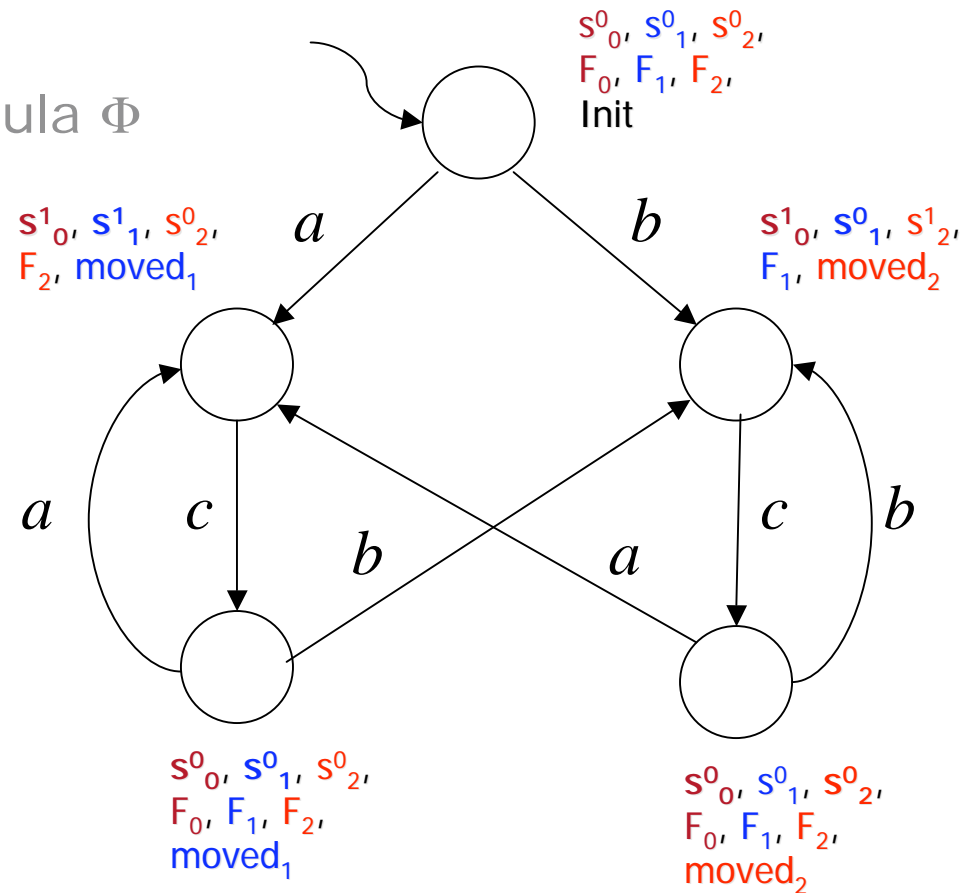 s⁰₀, s⁰₁, s⁰₂,
F₀, F₁, F₂,
Init
ula Φ
s¹₀, s¹₁, s⁰₂,
F₂, moved₁
a
b
s¹₀, s⁰₁, s¹₂,
F₁, moved₂
a
c
b
a
c
b
s⁰₀, s⁰₁, s⁰₂,
F₀, F₁, F₂,
moved₁
s⁰₀, s⁰₁, s⁰₂,
F₀, F₁, F₂,
moved₂